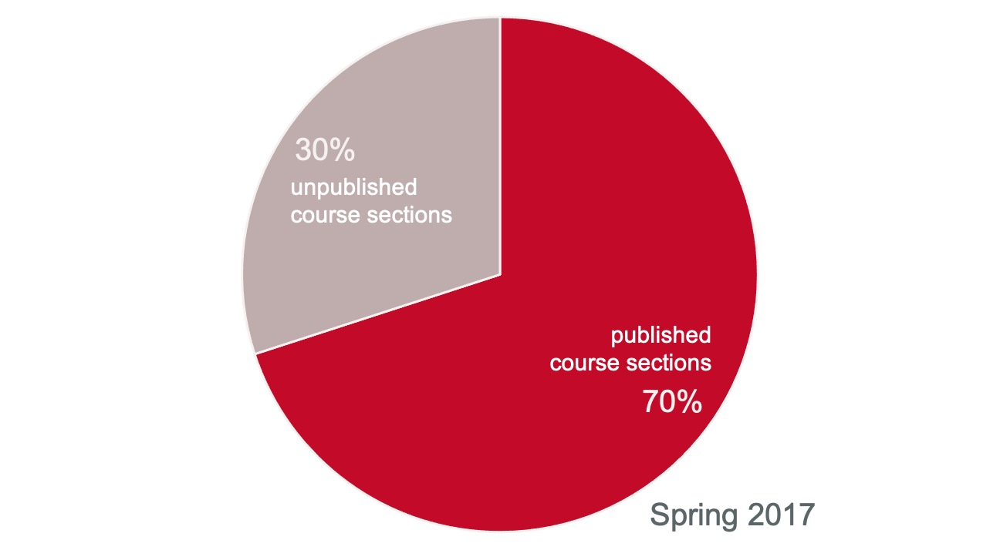 30%
unpublished
course sections
published
course sections
70%
Spring 2017